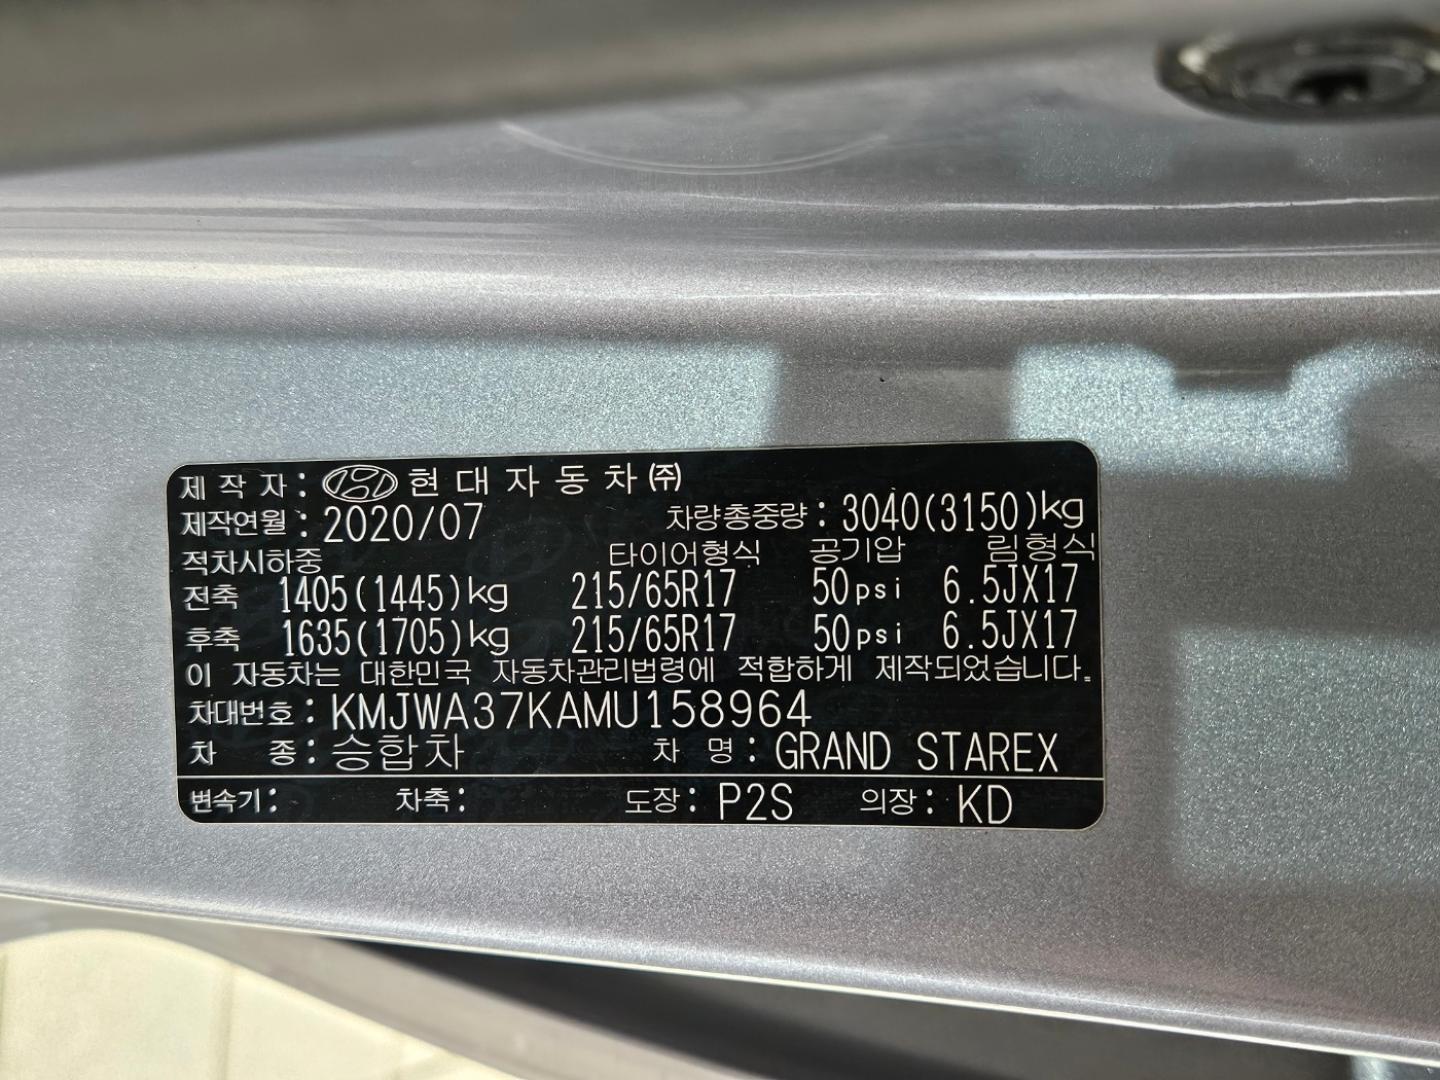 제 작 자 : 현 대 자 동 차 ㈜
제작연월 : 2020/07 차량총중량 : 3040(3150)kg
적차시하중 타이어형식 공기압 림형식
전축 1405(1445)kg 215/65R17 50psi 6.5JX17
후축 1635(1705)kg 215/65R17 50psi 6.5JX17
이 자동차는 대한민국 자동차관리법령에 적합하게 제작되었습니다.
차대번호 : KMJWA37KAMU158964
차 종 : 승합차 차 명 : GRAND STAREX
변속기 : 차축 : 도장 : P2S 의장 : KD